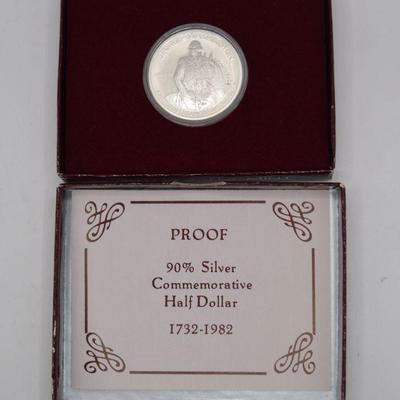 PROOF
90% Silver
Commemorative
Half Dollar
1732-1982